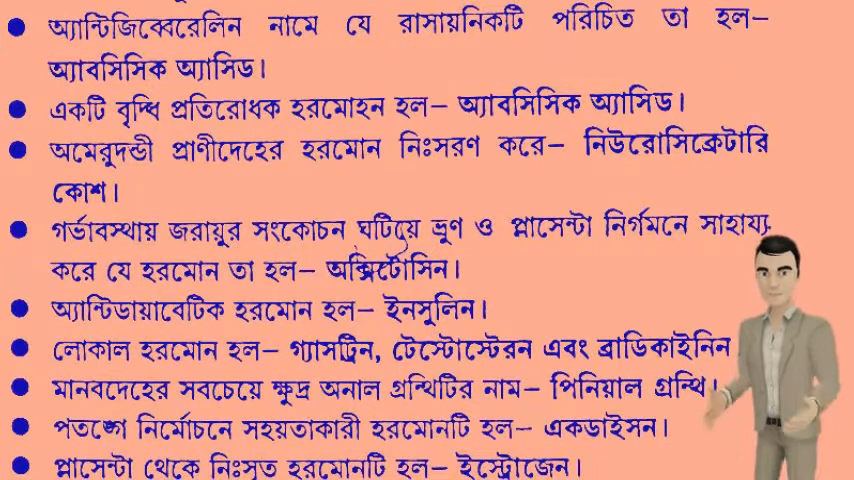 অ্যান্টিজিব্বেরেলিন নামে যে রাসায়নিকটি পরিচিত তা হল–
অ্যাবসিসিক অ্যাসিড।
একটি বৃদ্ধি প্রতিরোধক হরমোহন হল– অ্যাবসিসিক অ্যাসিড।
অমেরুদন্ডী প্রাণীদেহের হরমোন নিঃসরণ করে– নিউরোসিক্রেটারি
কোশ।
গর্ভাবস্থায় জরায়ুর সংকোচন ঘটিয়ে ভ্রুণ ও প্লাসেন্টা নির্গমনে সাহায্য
করে যে হরমোন তা হল– অক্সিটোসিন।
অ্যান্টিডায়াবেটিক হরমোন হল– ইনসুলিন।
লোকাল হরমোন হল– গ্যাসট্রিন, টেস্টোস্টেরন এবং ব্রাডিকাইনিন
মানবদেহের সবচেয়ে ক্ষুদ্র অনাল গ্রন্থিটির নাম– পিনিয়াল গ্রন্থি।
পতঙ্গে নির্মোচনে সহয়তাকারী হরমোনটি হল– একডাইসন।
প্লাসেন্টা থেকে নিঃসৃত হরমোনটি হল– ইস্ট্রোজেন।